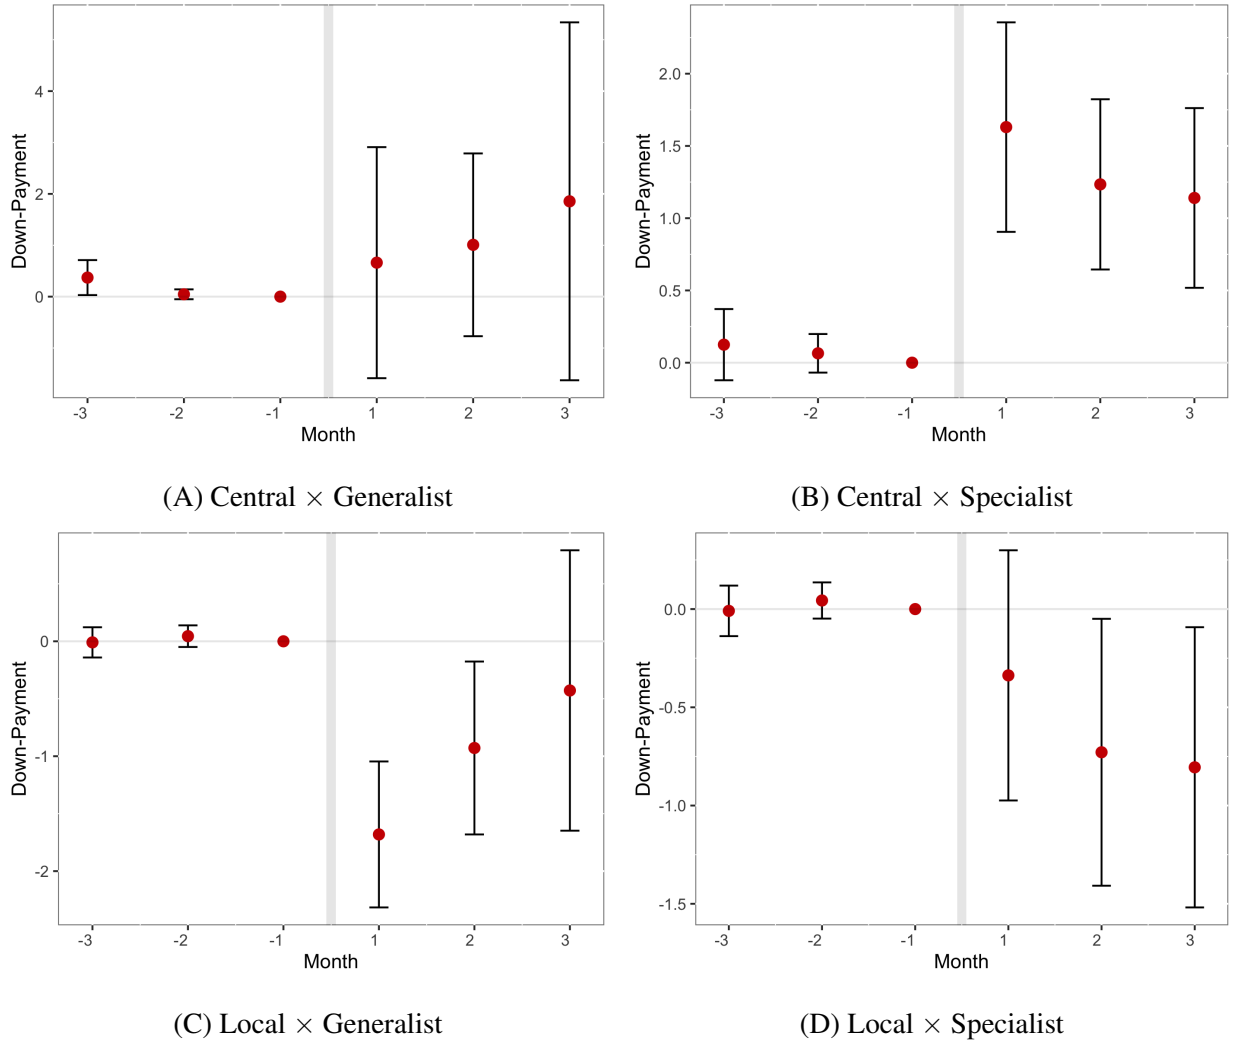 Down-Payment
4
2
0
-3 -2 -1 1 2 3
Month
(A) Central × Generalist
Down-Payment
2.0
1.5
1.0
0.5
0.0
-3 -2 -1 1 2 3
Month
(B) Central × Specialist
Down-Payment
0
-1
-2
-3 -2 -1 1 2 3
Month
(C) Local × Generalist
Down-Payment
0.0
-0.5
-1.0
-1.5
-3 -2 -1 1 2 3
Month
(D) Local × Specialist